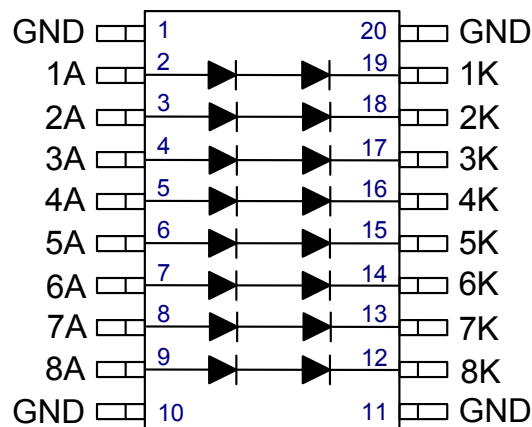 GND 1 20 GND
1A 2 19 1K
2A 3 18 2K
3A 4 17 3K
4A 5 16 4K
5A 6 15 5K
6A 7 14 6K
7A 8 13 7K
8A 9 12 8K
GND 10 11 GND